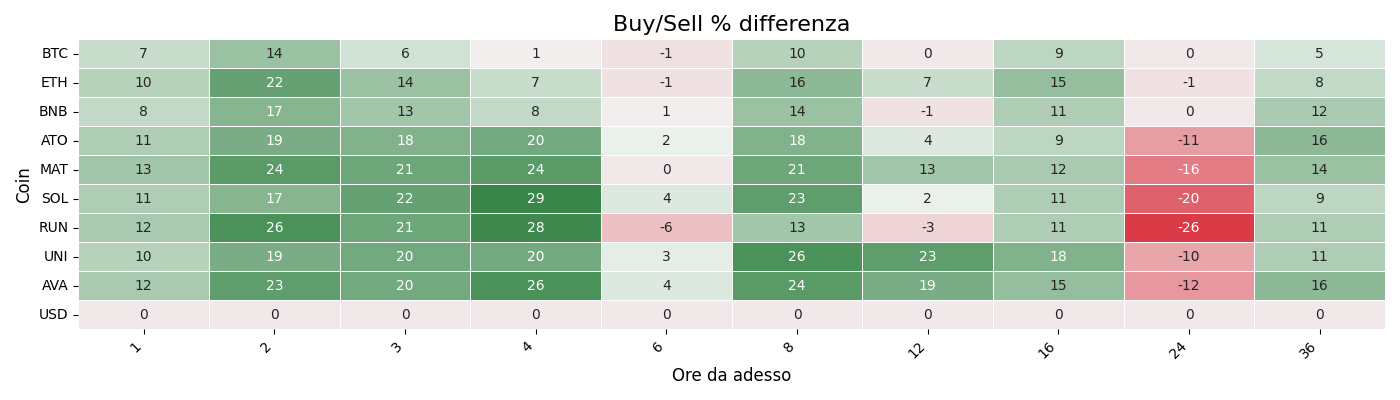 Buy/Sell % differenza
BTC 7 14 6 1 -1 10 0 9 0 5
ETH 10 22 14 7 -1 16 7 15 -1 8
BNB 8 17 13 8 1 14 -1 11 0 12
ATO 11 19 18 20 2 18 4 9 -11 16
MAT 13 24 21 24 0 21 13 12 -16 14
SOL 11 17 22 29 4 23 2 11 -20 9
RUN 12 26 21 28 -6 13 -3 11 -26 11
UNI 10 19 20 20 3 26 23 18 -10 11
AVA 12 23 20 26 4 24 19 15 -12 16
USD 0 0 0 0 0 0 0 0 0 0
Coin
1 2 3 4 6 8 12 16 24 36
Ore da adesso